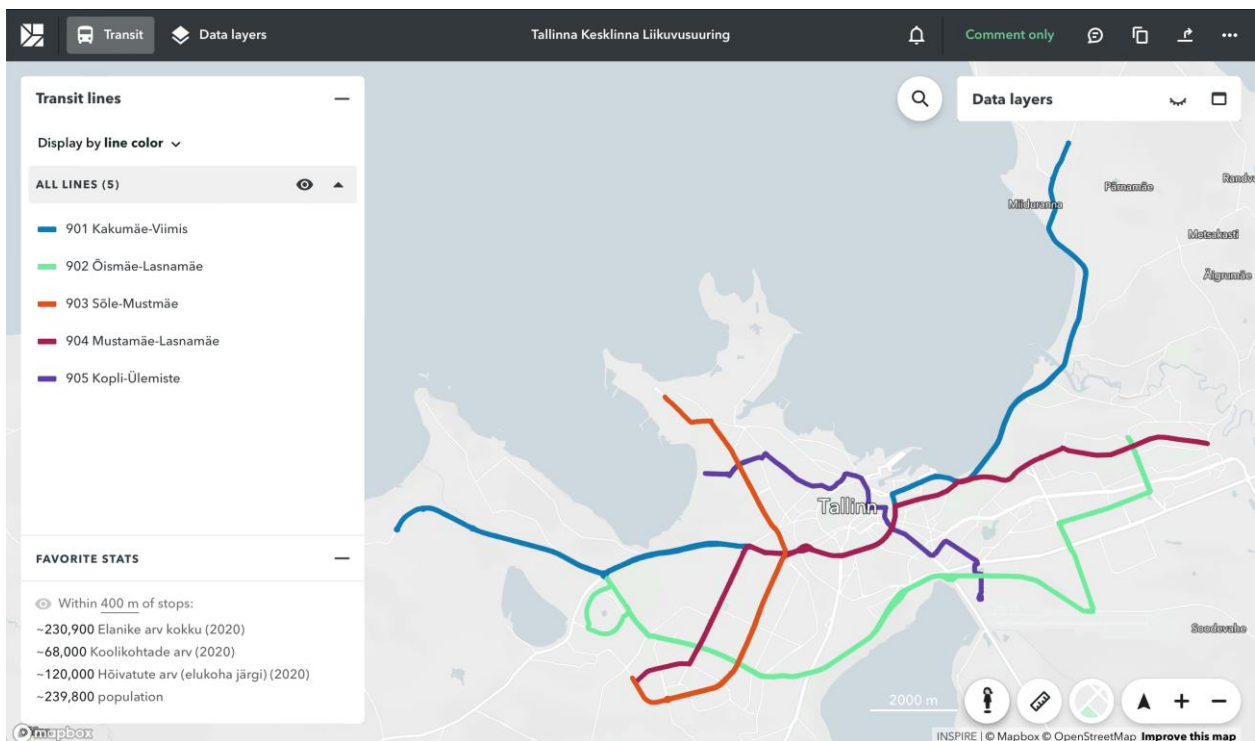 Transit
Data layers
Tallinna Kesklinna Liikuvusuuring
Comment only
Transit lines
Display by line color
ALL LINES (5)
901 Kakumäe-Viimis
902 Õismäe-Lasnamäe
903 Sõle-Mustmäe
904 Mustamäe-Lasnamäe
905 Kopli-Ülemiste
FAVORITE STATS
Within 400 m of stops:
~230,900 Elanike arv kokku (2020)
~68,000 Koolikohtade arv (2020)
~120,000 Hõivatute arv (elukoha järgi) (2020)
~239,800 population
Data layers
Pärnamäe
Miiduranna
Metsakasti
Äigrumäe
Tallinn
Soodevahe
2000 m
mapbox
INSPIRE | © Mapbox © OpenStreetMap Improve this map